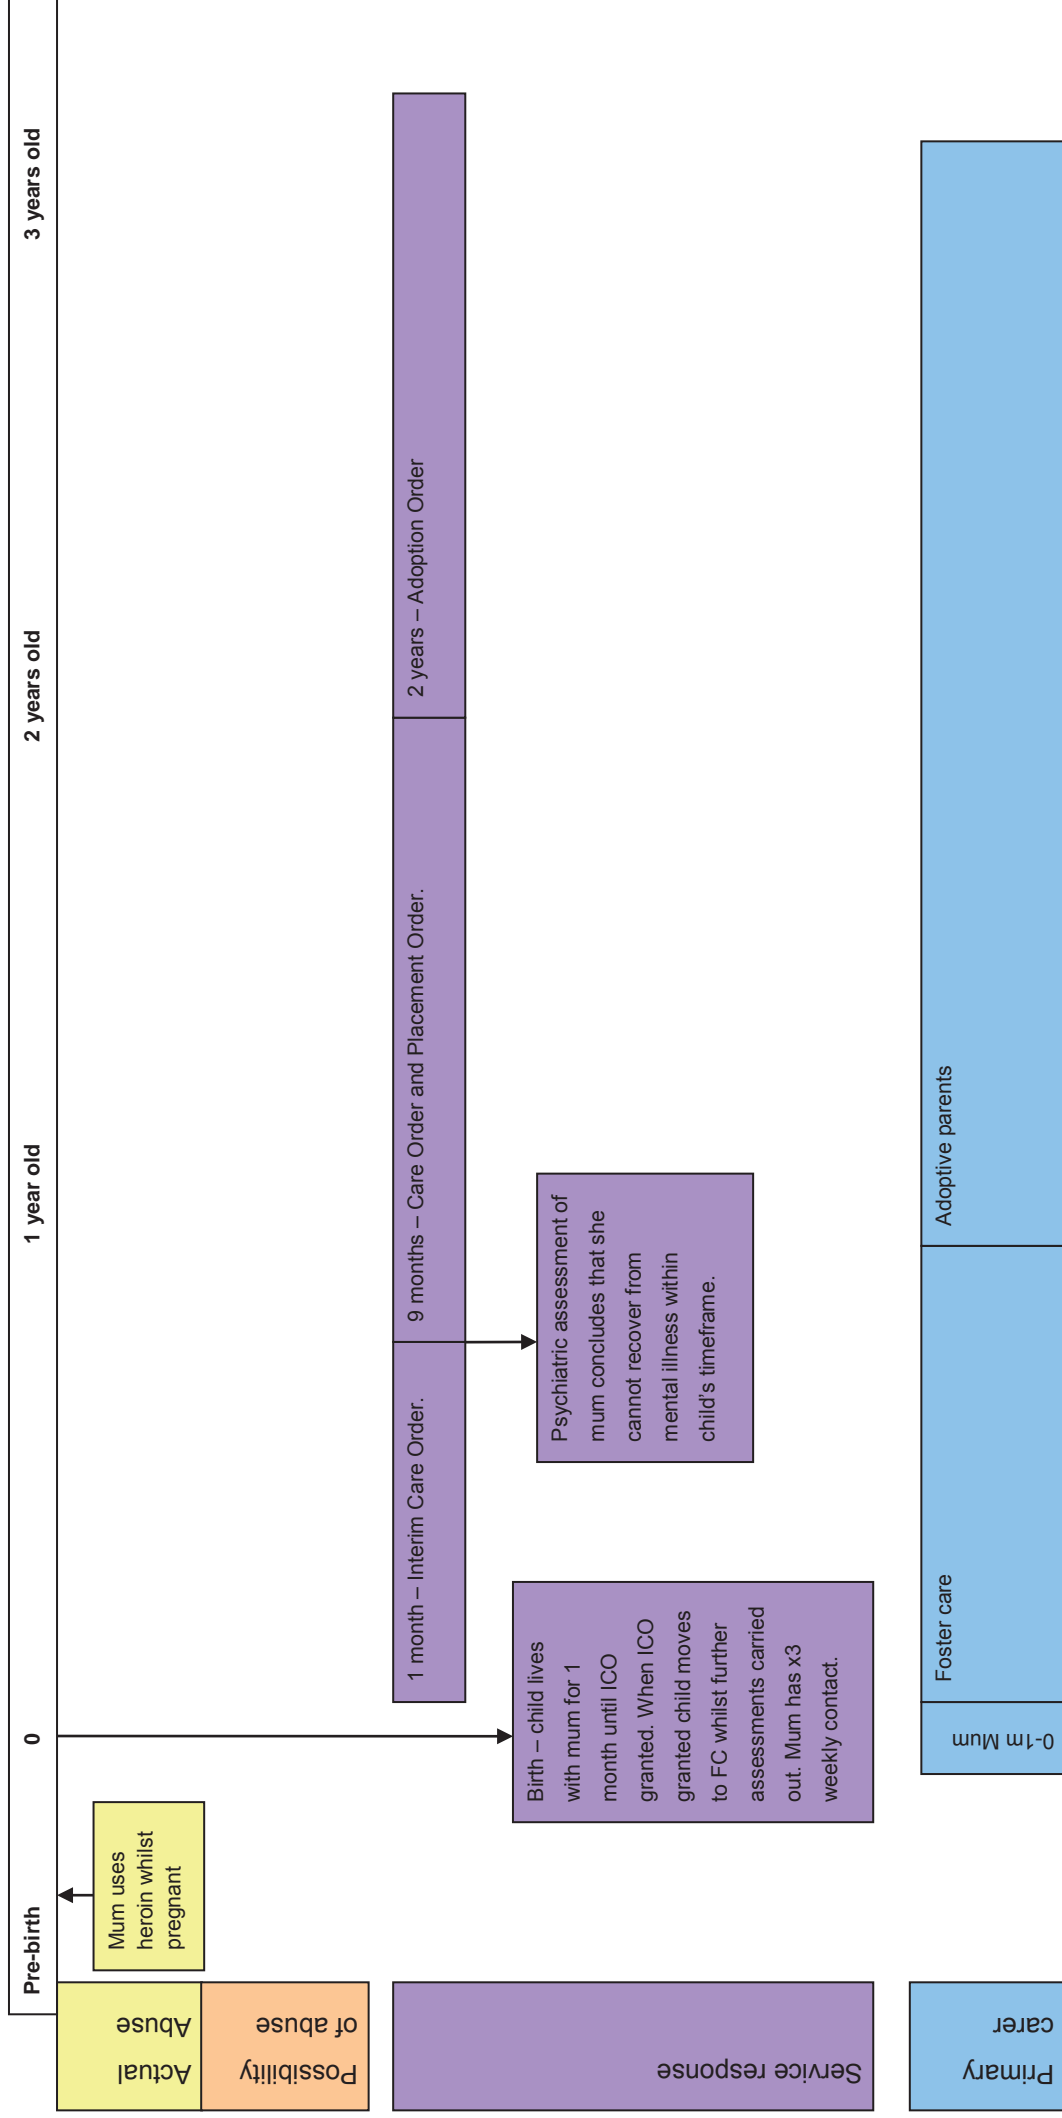 Pre-birth
0
1 year old
2 years old
3 years old
Actual
Abuse
Mum uses
heroin whilst
pregnant
Possibility
of abuse
Service response
1 month – Interim Care Order.
9 months – Care Order and Placement Order.
2 years – Adoption Order
Birth – child lives
with mum for 1
month until ICO
granted. When ICO
granted child moves
to FC whilst further
assessments carried
out. Mum has x3
weekly contact.
Psychiatric assessment of
mum concludes that she
cannot recover from
mental illness within
child's timeframe.
Primary
carer
0-1m Mum
Foster care
Adoptive parents